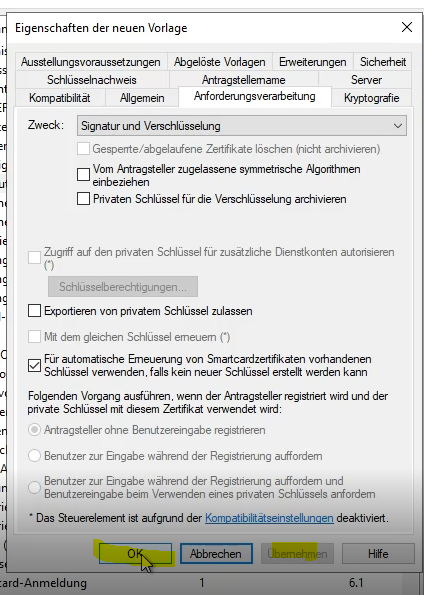 Eigenschaften der neuen Vorlage
Ausstellungsvoraussetzungen Abgelöste Vorlagen Erweiterungen Sicherheit
Schlüsselnachweis Antragstellername Server
Kompatibilität Allgemein Anforderungsverarbeitung Kryptografie
Zweck: Signatur und Verschlüsselung
Gesperrte/abgelaufene Zertifikate löschen (nicht archivieren)
Vom Antragsteller zugelassene symmetrische Algorithmen
einbeziehen
Privaten Schlüssel für die Verschlüsselung archivieren
Zugriff auf den privaten Schlüssel für zusätzliche Dienstkonten autorisieren
(*)
Schlüsselberechtigungen...
Exportieren von privatem Schlüssel zulassen
Mit dem gleichen Schlüssel erneuern (*)
Für automatische Erneuerung von Smartcardzertifikaten vorhandenen
Schlüssel verwenden, falls kein neuer Schlüssel erstellt werden kann
Folgenden Vorgang ausführen, wenn der Antragsteller registriert wird und der
private Schlüssel mit diesem Zertifikat verwendet wird:
Antragsteller ohne Benutzereingabe registrieren
Benutzer zur Eingabe während der Registrierung auffordern
Benutzer zur Eingabe während der Registrierung auffordern und
Benutzereingabe beim Verwenden eines privaten Schlüssels anfordern
* Das Steuerelement ist aufgrund der Kompatibilitätseinstellungen deaktiviert.
OK Abbrechen Übernehmen Hilfe
card-Anmeldung 1 6.1